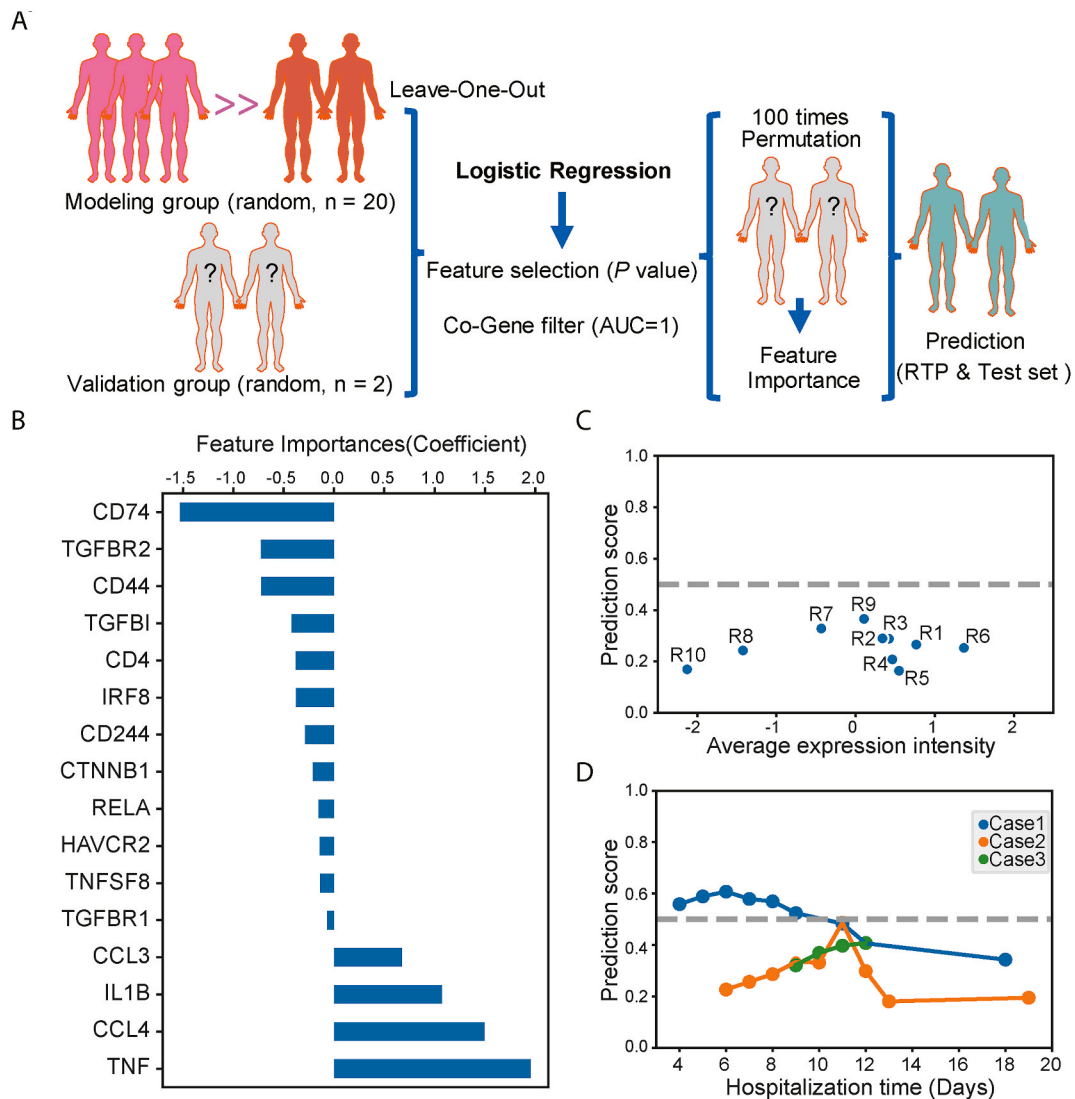 A
>>
Leave-One-Out
Modeling group (random, n = 20)
? ?
Validation group (random, n = 2)
Logistic Regression
Feature selection (P value)
Co-Gene filter (AUC=1)
100 times
Permutation
? ?
Feature
Importance
Prediction
(RTP & Test set )
B
Feature Importances(Coefficient)
-1.5 -1.0 -0.5 0.0 0.5 1.0 1.5 2.0
CD74
TGFBR2
CD44
TGFBI
CD4
IRF8
CD244
CTNNB1
RELA
HAVCR2
TNFSF8
TGFBR1
CCL3
IL1B
CCL4
TNF
C
Prediction score
1.0
0.8
0.6
0.4
0.2
0.0
R10
R8
R7
R9
R2
R3
R4
R5
R1
R6
-2 -1 0 1 2
Average expression intensity
D
Prediction score
1.0
0.8
0.6
0.4
0.2
0.0
Case1
Case2
Case3
4 6 8 10 12 14 16 18 20
Hospitalization time (Days)